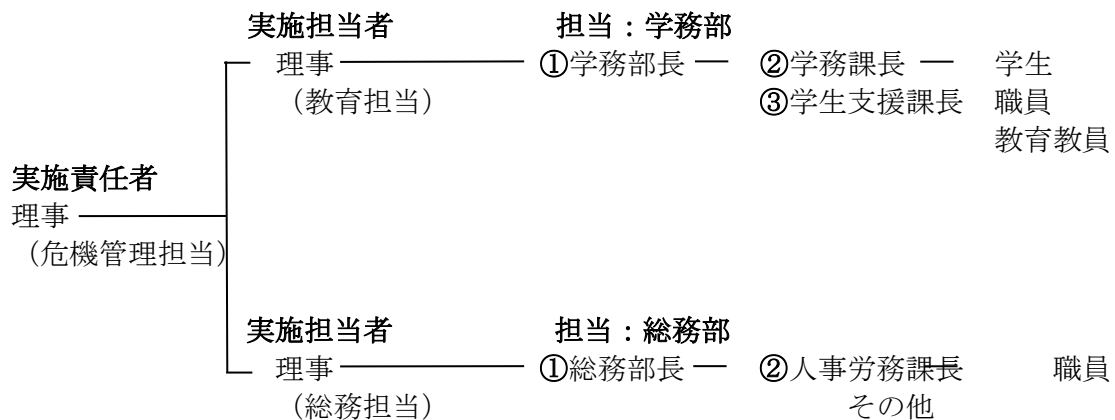 実施担当者 担当：学務部
理事 ①学務部長 ②学務課長 学生
（教育担当） ③学生支援課長 職員
教育教員
実施責任者
理事
（危機管理担当）
実施担当者 担当：総務部
理事 ①総務部長 ②人事労務課長 職員
（総務担当） その他